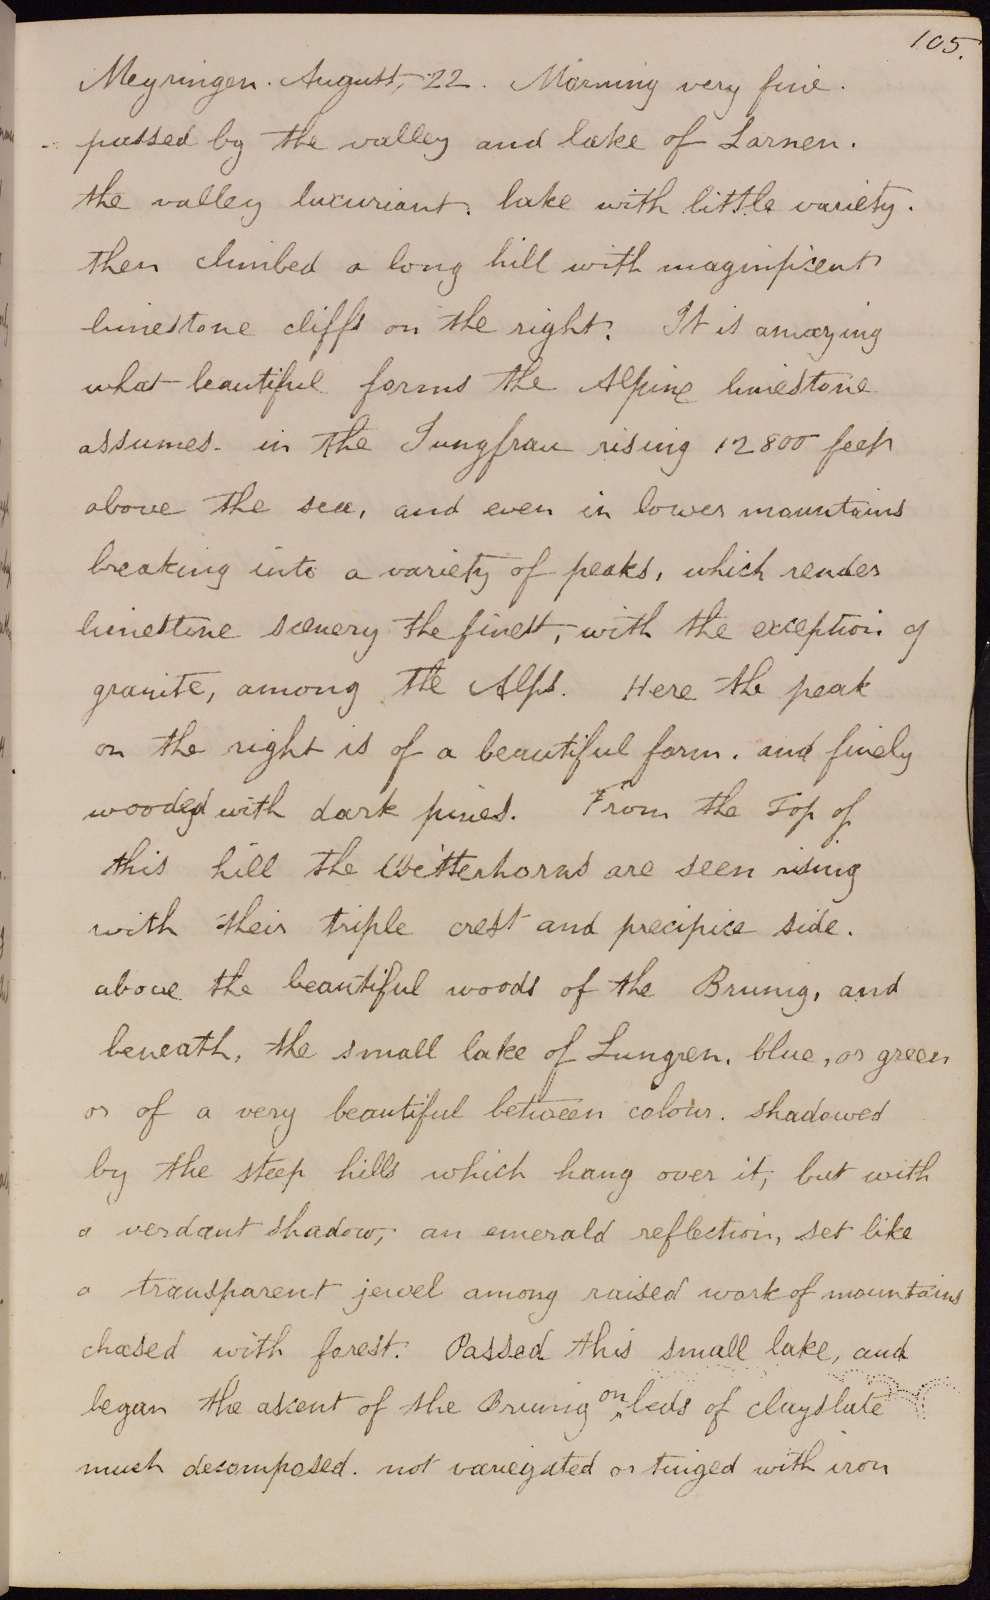 105.
Meyringen. August, 22. Morning very fine.
passed by the valley and lake of Sarnen.
the valley luxuriant. lake with little variety.
then climbed a long hill with magnificent
limestone cliffs on the right. It is amazing
what beautiful forms the Alpine limestone
assumes. in the Jungfrau rising 12800 feet
above the sea, and even in lower mountains
breaking into a variety of peaks, which render
limestone scenery the finest, with the exception of
granite, among the Alps. Here the peak
on the right is of a beautiful form. and finely
wooded with dark pines. From the top of
this hill the Wetterhorns are seen rising
with their triple crest and precipice side.
above the beautiful woods of the Brunig, and
beneath, the small lake of Lungren, blue, or green
or of a very beautiful between colour. shadowed
by the steep hills which hang over it, but with
a verdant shadow, an emerald reflection, set like
a transparent jewel among raised work of mountains
chased with forest. Passed this small lake, and
began the ascent of the Brunig on beds of clayslate
much decomposed. not variegated or tinged with iron